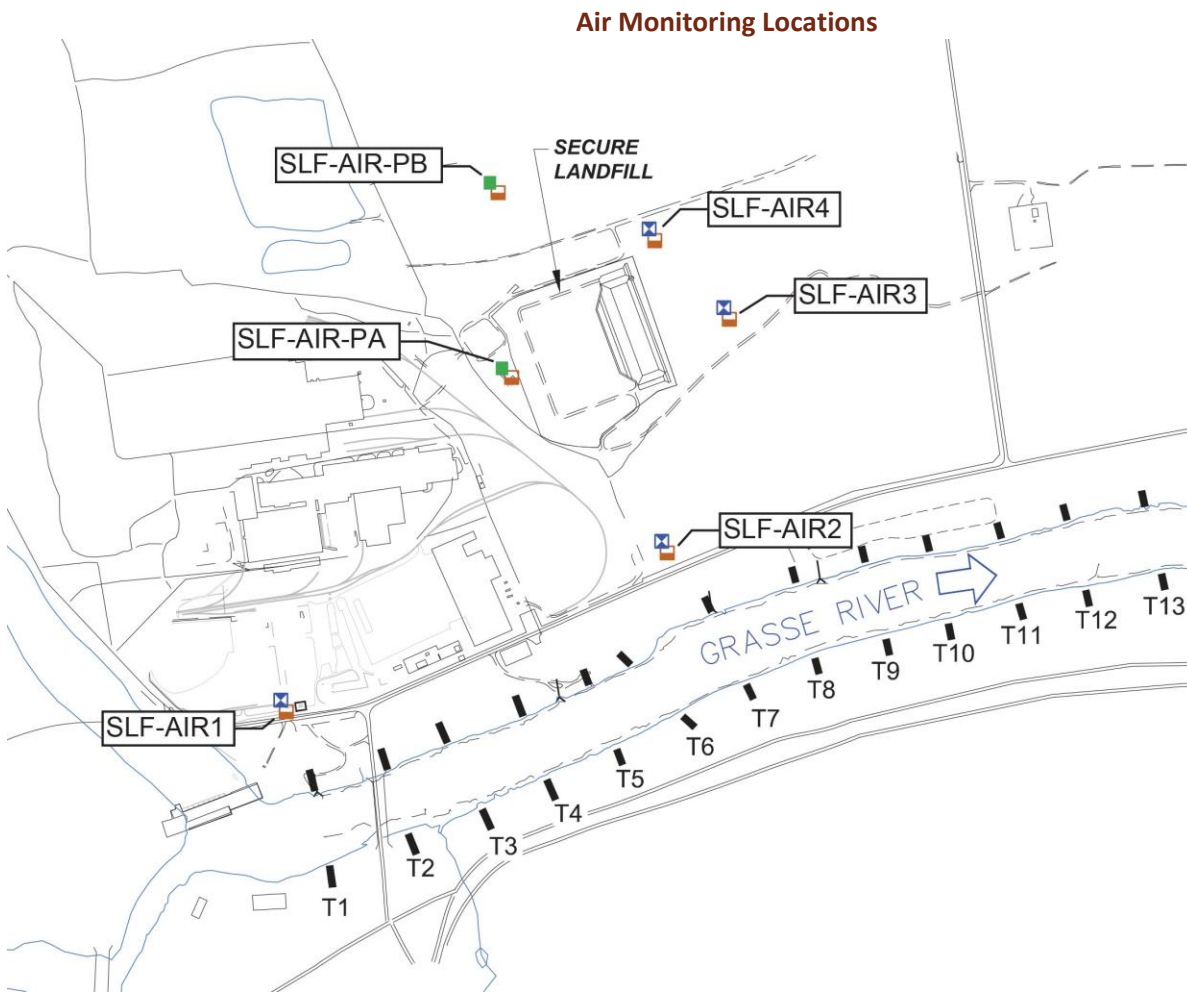 Air Monitoring Locations
SLF-AIR-PB
SECURE
LANDFILL
SLF-AIR4
SLF-AIR3
SLF-AIR-PA
SLF-AIR2
GRASSE RIVER
SLF-AIR1
T13
T12
T11
T10
T9
T8
T7
T6
T5
T4
T3
T2
T1